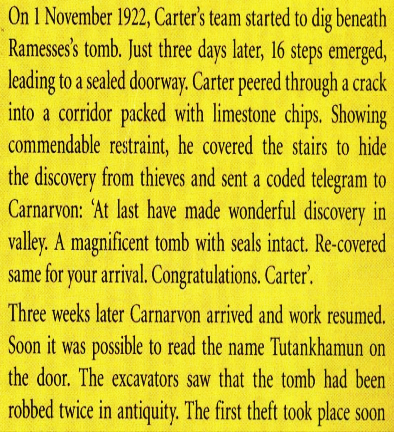 On 1 November 1922, Carter's team started to dig beneath
Ramesses's tomb. Just three days later, 16 steps emerged,
leading to a sealed doorway. Carter peered through a crack
into a corridor packed with limestone chips. Showing
commendable restraint, he covered the stairs to hide
the discovery from thieves and sent a coded telegram to
Carnarvon: 'At last have made wonderful discovery in
valley. A magnificent tomb with seals intact. Re-covered
same for your arrival. Congratulations. Carter'.
Three weeks later Carnarvon arrived and work resumed.
Soon it was possible to read the name Tutankhamun on
the door. The excavators saw that the tomb had been
robbed twice in antiquity. The first theft took place soon